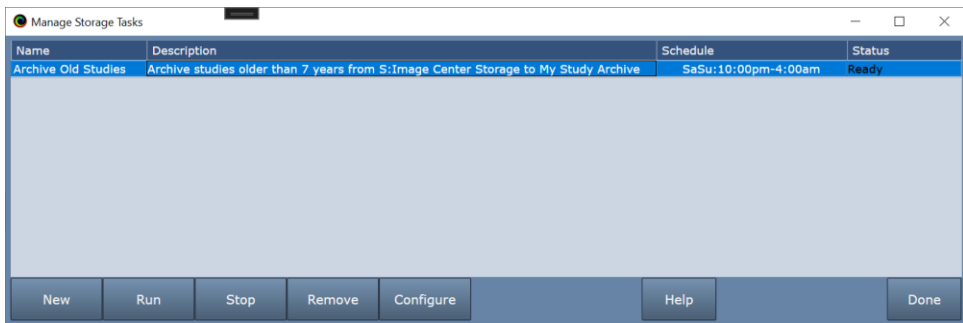 Manage Storage Tasks
Name Description Schedule Status
Archive Old Studies Archive studies older than 7 years from S:Image Center Storage to My Study Archive SaSu:10:00pm-4:00am Ready
New Run Stop Remove Configure Help Done